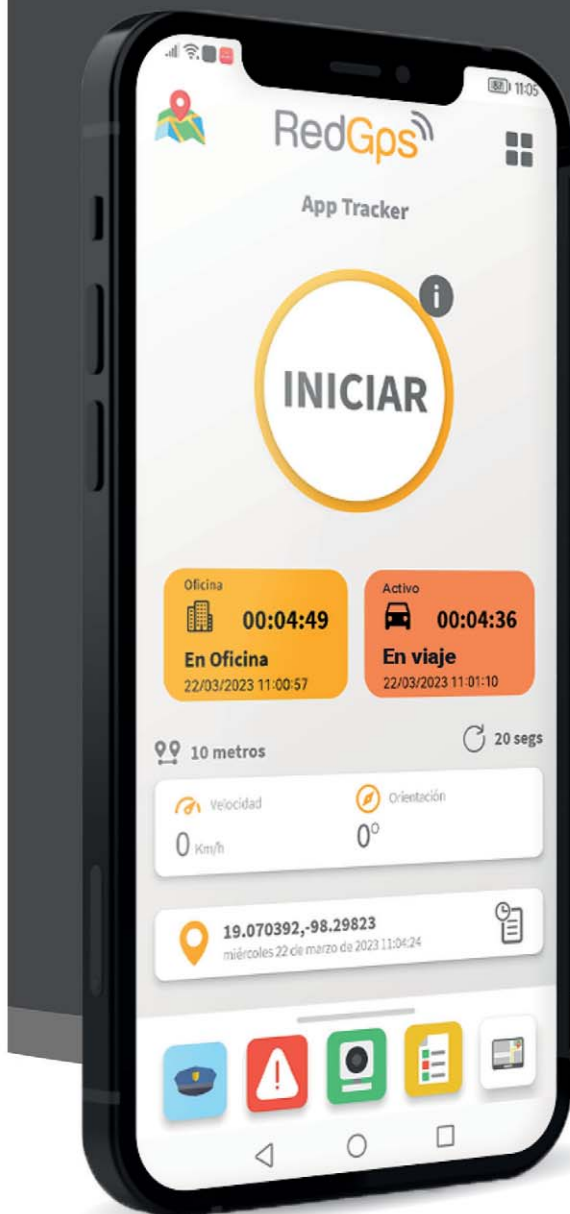 82 11:05
RedGps
App Tracker
i
INICIAR
Oficina
00:04:49
En Oficina
22/03/2023 11:00:57
Activo
00:04:36
En viaje
22/03/2023 11:01:10
10 metros
20 segs
Velocidad
0 Km/h
Orientación
0°
19.070392,-98.29823
miércoles 22 de marzo de 2023 11:04:24